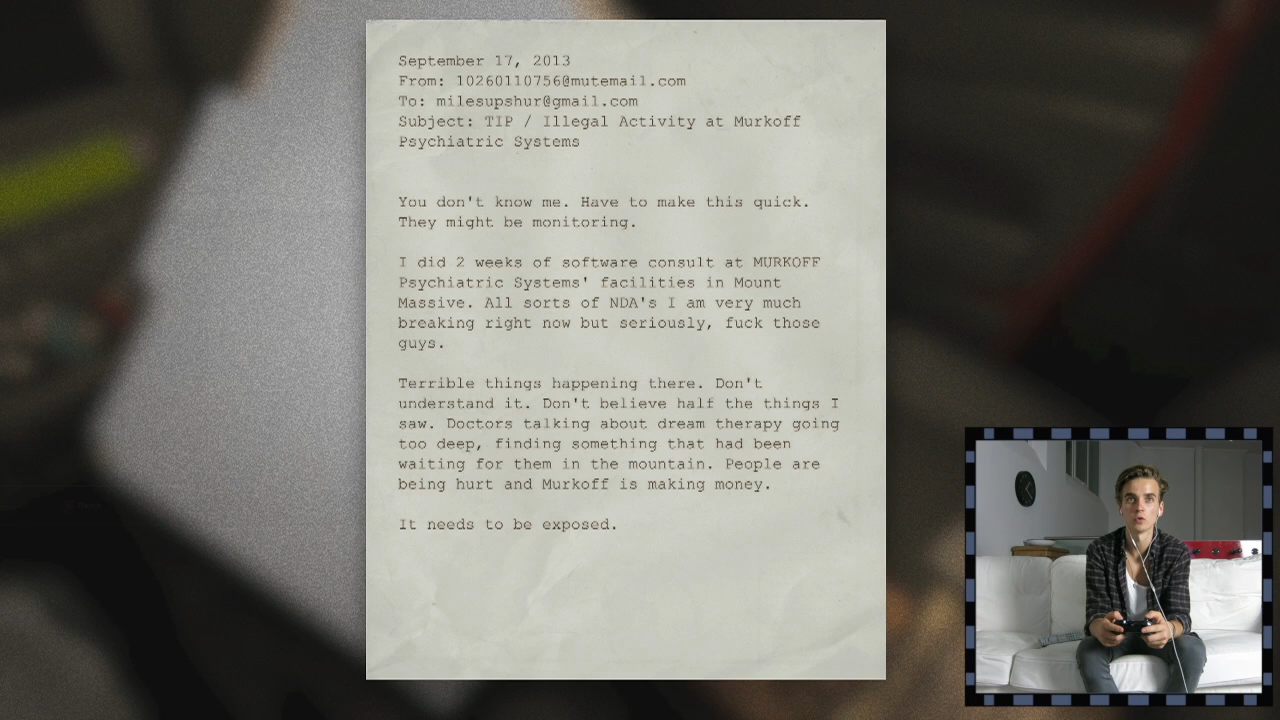 September 17, 2013
From: 10260110756@mutemail.com
To: milesupshur@gmail.com
Subject: TIP / Illegal Activity at Murkoff
Psychiatric Systems
You don't know me. Have to make this quick.
They might be monitoring.
I did 2 weeks of software consult at MURKOFF
Psychiatric Systems' facilities in Mount
Massive. All sorts of NDA's I am very much
breaking right now but seriously, fuck those
guys.
Terrible things happening there. Don't
understand it. Don't believe half the things I
saw. Doctors talking about dream therapy going
too deep, finding something that had been
waiting for them in the mountain. People are
being hurt and Murkoff is making money.
It needs to be exposed.